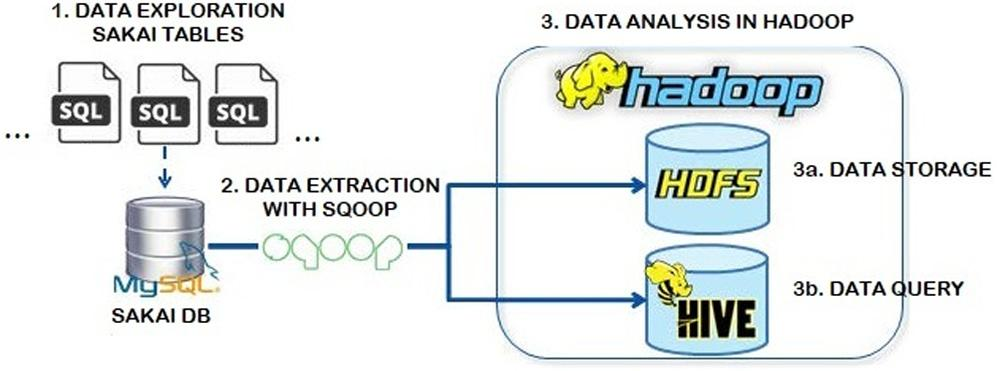 1. DATA EXPLORATION
SAKAI TABLES
...
SQL
SQL
SQL
...
2. DATA EXTRACTION
WITH SQOOP
sqoop
MySQL®
SAKAI DB
3. DATA ANALYSIS IN HADOOP
hadoop
HDFS
3a. DATA STORAGE
HIVE
3b. DATA QUERY